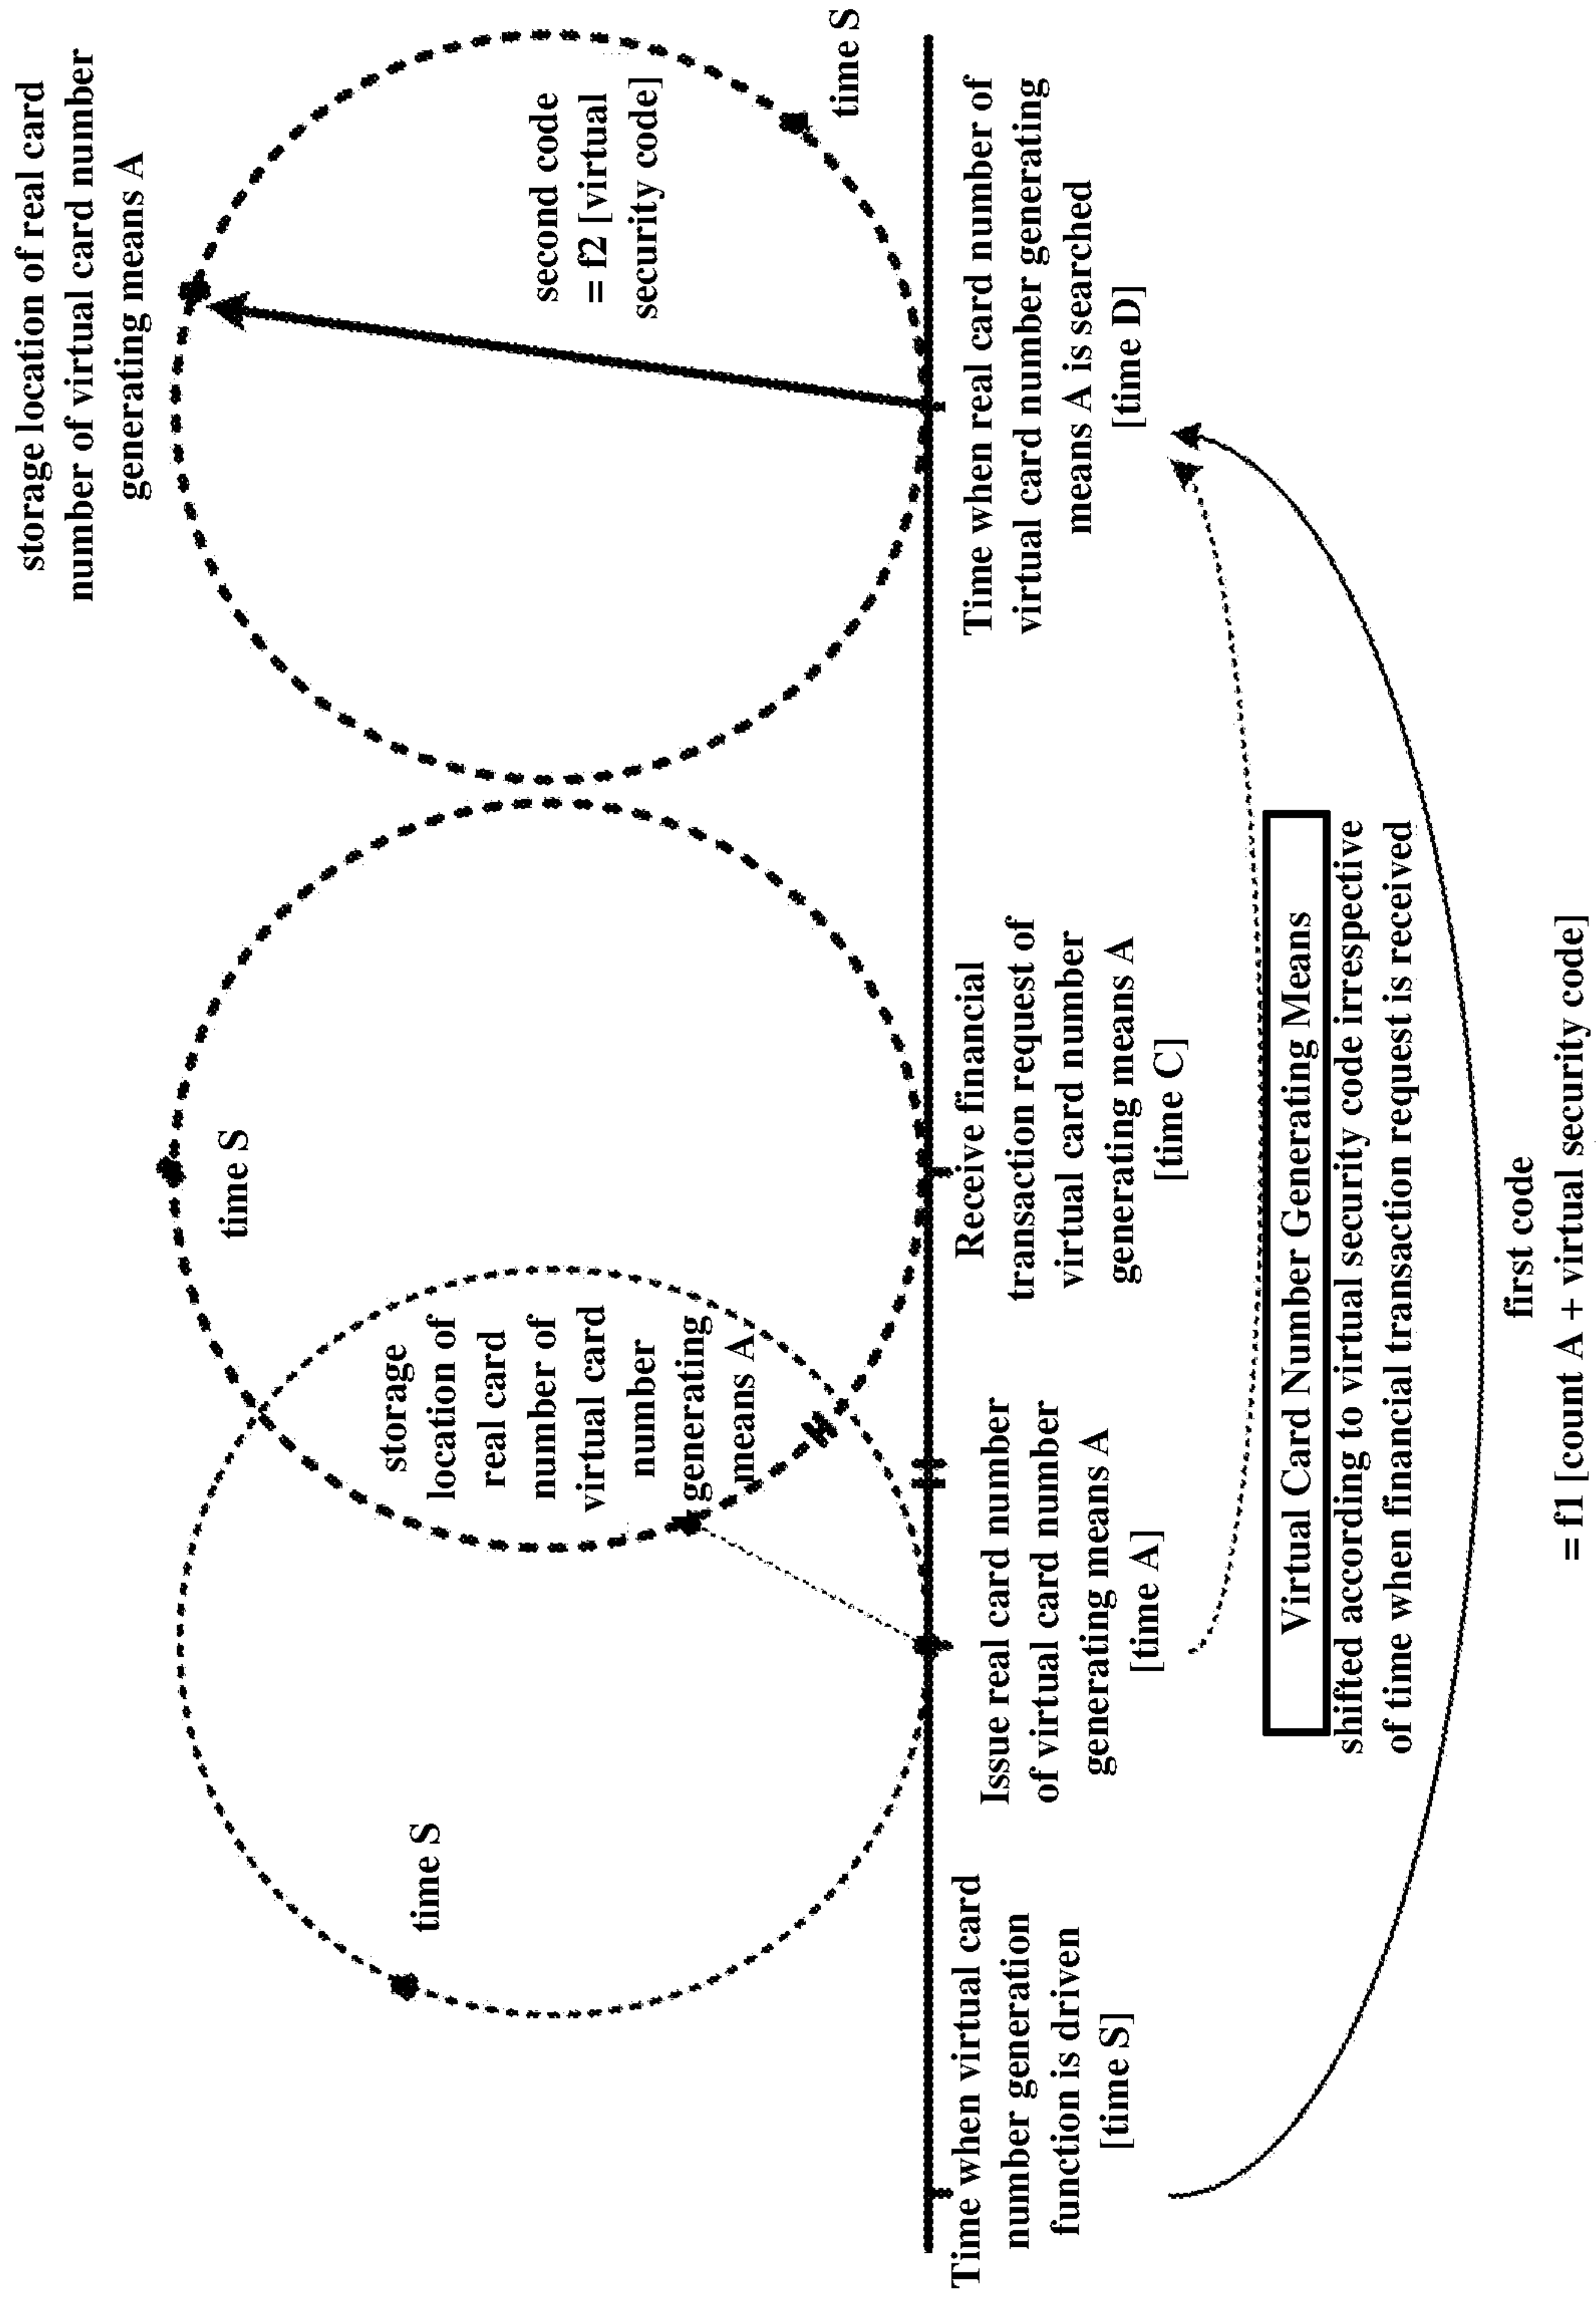 storage location of real card
number of virtual card number
generating means A
time S
time S
storage
location of
real card
number of
virtual card
number
generating
means A
second code
= f2 [virtual
security code]
time S
Time when virtual card
number generation
function is driven
[time S]
Issue real card number
of virtual card number
generating means A
[time A]
Receive financial
transaction request of
virtual card number
generating means A
[time C]
Time when real card number of
virtual card number generating
means A is searched
[time D]
Virtual Card Number Generating Means
shifted according to virtual security code irrespective
of time when financial transaction request is received
first code
= f1 [count A + virtual security code]